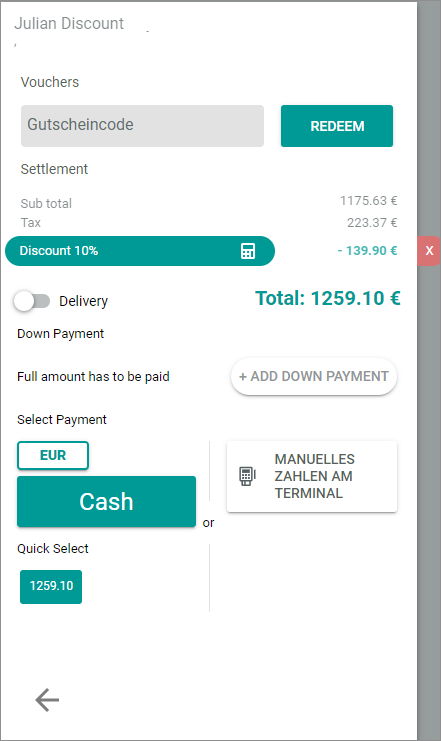 Julian Discount
Vouchers
Gutscheincode
REDEEM
Settlement
Sub total 1175.63 €
Tax 223.37 €
Discount 10% - 139.90 € X
Delivery Total: 1259.10 €
Down Payment
Full amount has to be paid + ADD DOWN PAYMENT
Select Payment
EUR
Cash
or
MANUELLES
ZAHLEN AM
TERMINAL
Quick Select
1259.10